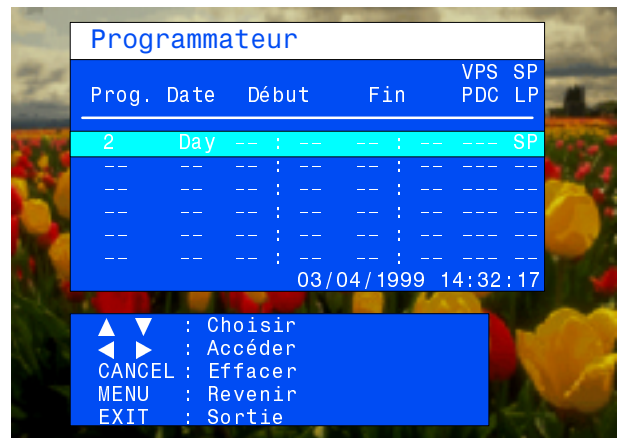 Programmateur
VPS SP
Prog. Date Début Fin PDC LP
2 Day -- : -- -- : -- --- SP
-- -- -- : -- -- : -- --- --
-- -- -- : -- -- : -- --- --
-- -- -- : -- -- : -- --- --
-- -- -- : -- -- : -- --- --
-- -- -- : -- -- : -- --- --
03/04/1999 14:32:17
▲ ▼ : Choisir
◀ ▶ : Accéder
CANCEL : Effacer
MENU : Revenir
EXIT : Sortie